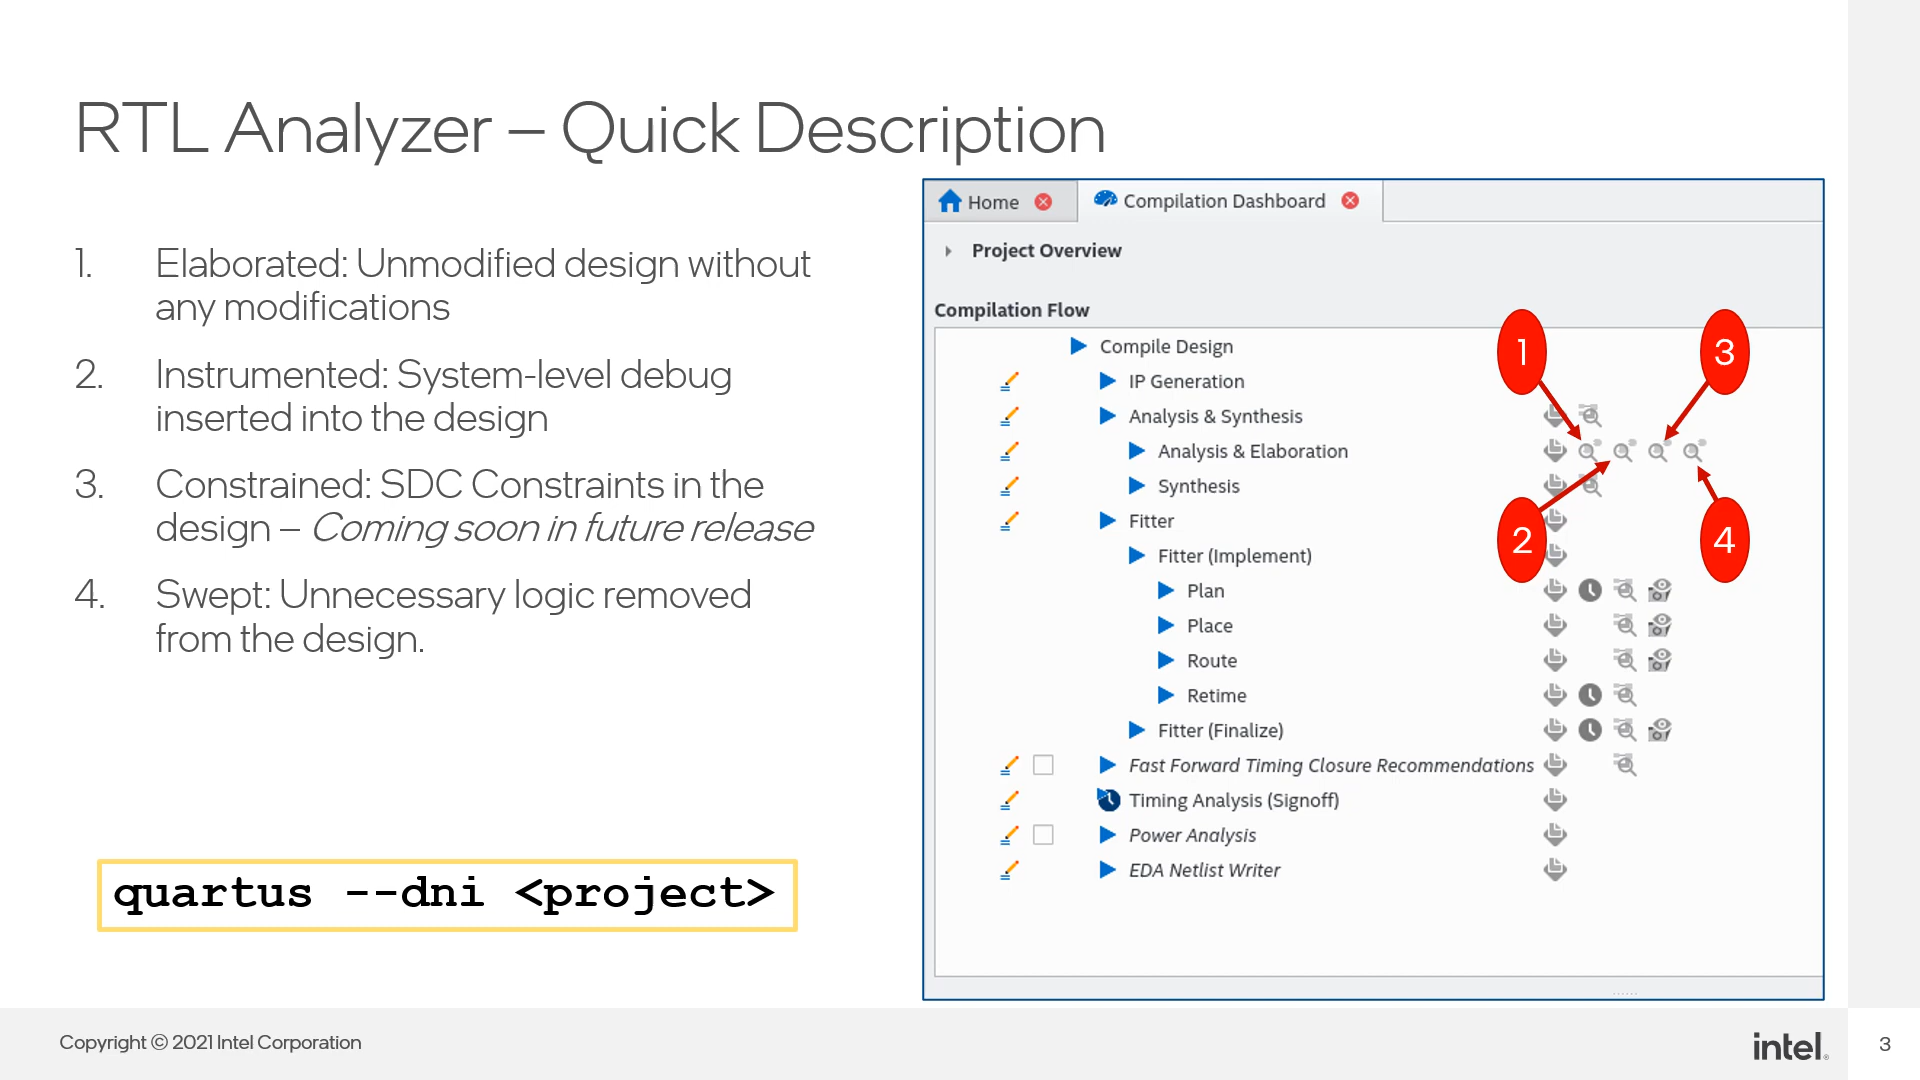 RTL Analyzer – Quick Description
1. Elaborated: Unmodified design without
any modifications
2. Instrumented: System-level debug
inserted into the design
3. Constrained: SDC Constraints in the
design – Coming soon in future release
4. Swept: Unnecessary logic removed
from the design.
quartus --dni <project>
Home
Compilation Dashboard
Project Overview
Compilation Flow
Compile Design
IP Generation
Analysis & Synthesis
Analysis & Elaboration
Synthesis
Fitter
Fitter (Implement)
Plan
Place
Route
Retime
Fitter (Finalize)
Fast Forward Timing Closure Recommendations
Timing Analysis (Signoff)
Power Analysis
EDA Netlist Writer
1
3
2
4
Copyright © 2021 Intel Corporation
intel.
3